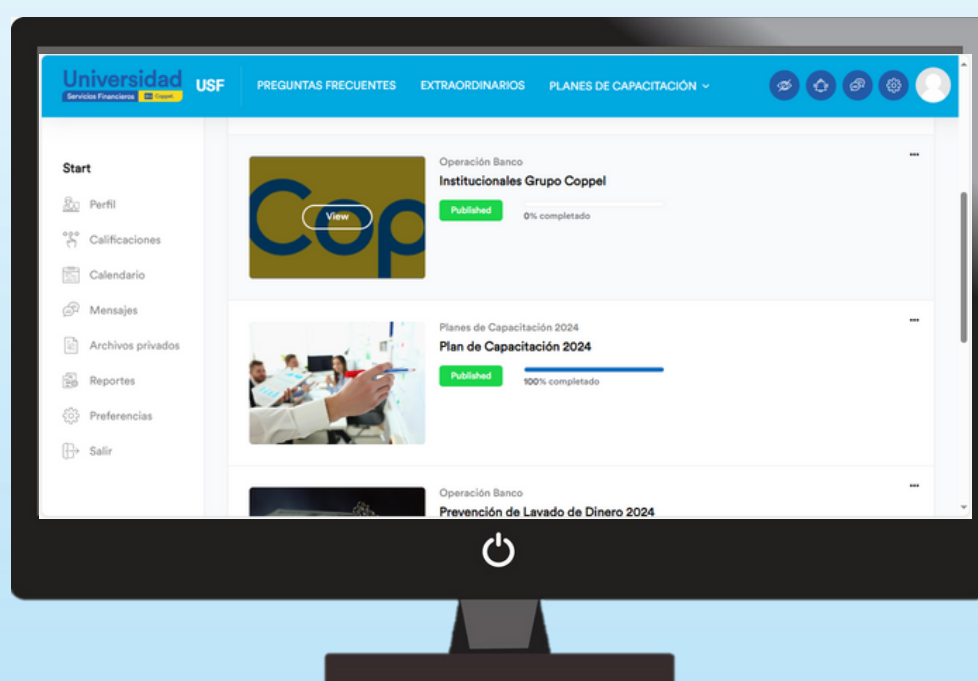 Universidad
Servicios Financieros
USF
PREGUNTAS FRECUENTES
EXTRAORDINARIOS
PLANES DE CAPACITACIÓN
Start
Perfil
Calificaciones
Calendario
Mensajes
Archivos privados
Reportes
Preferencias
Salir
Cop
View
Operación Banco
Institucionales Grupo Coppel
Published
0% completado
Planes de Capacitación 2024
Plan de Capacitación 2024
Published
100% completado
Operación Banco
Prevención de Lavado de Dinero 2024